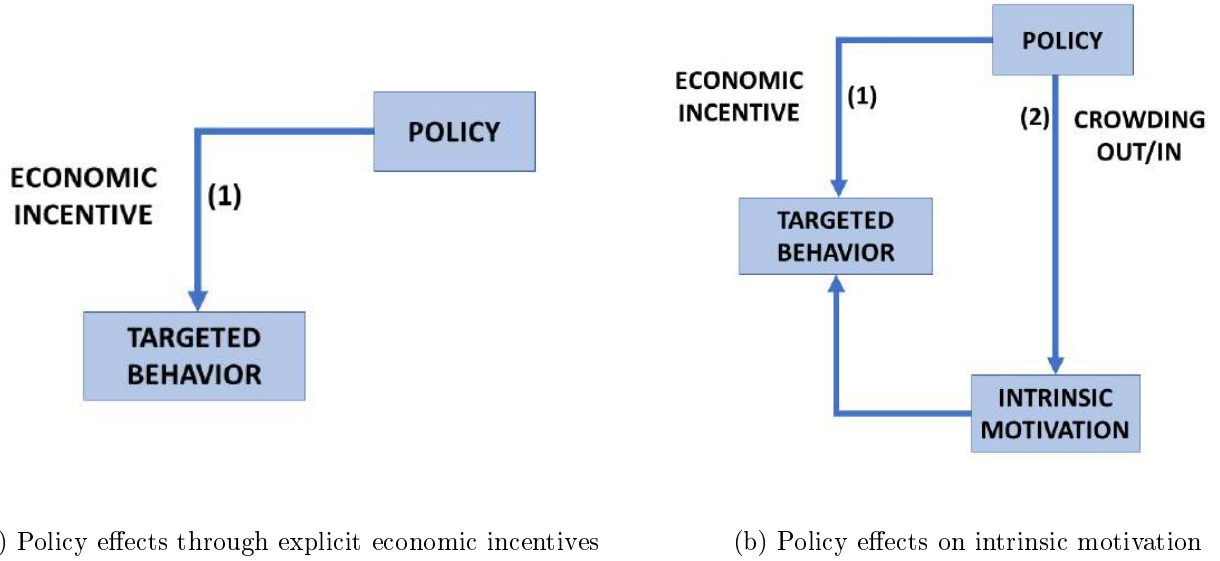 POLICY
ECONOMIC
INCENTIVE
(1)
TARGETED
BEHAVIOR
) Policy effects through explicit economic incentives
POLICY
ECONOMIC
INCENTIVE
(1)
(2)
CROWDING
OUT/IN
TARGETED
BEHAVIOR
INTRINSIC
MOTIVATION
(b) Policy effects on intrinsic motivation